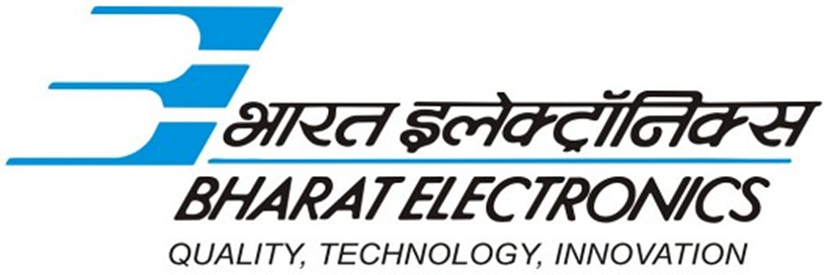 भारत इलेक्ट्रॉनिक्स
BHARAT ELECTRONICS
QUALITY, TECHNOLOGY, INNOVATION